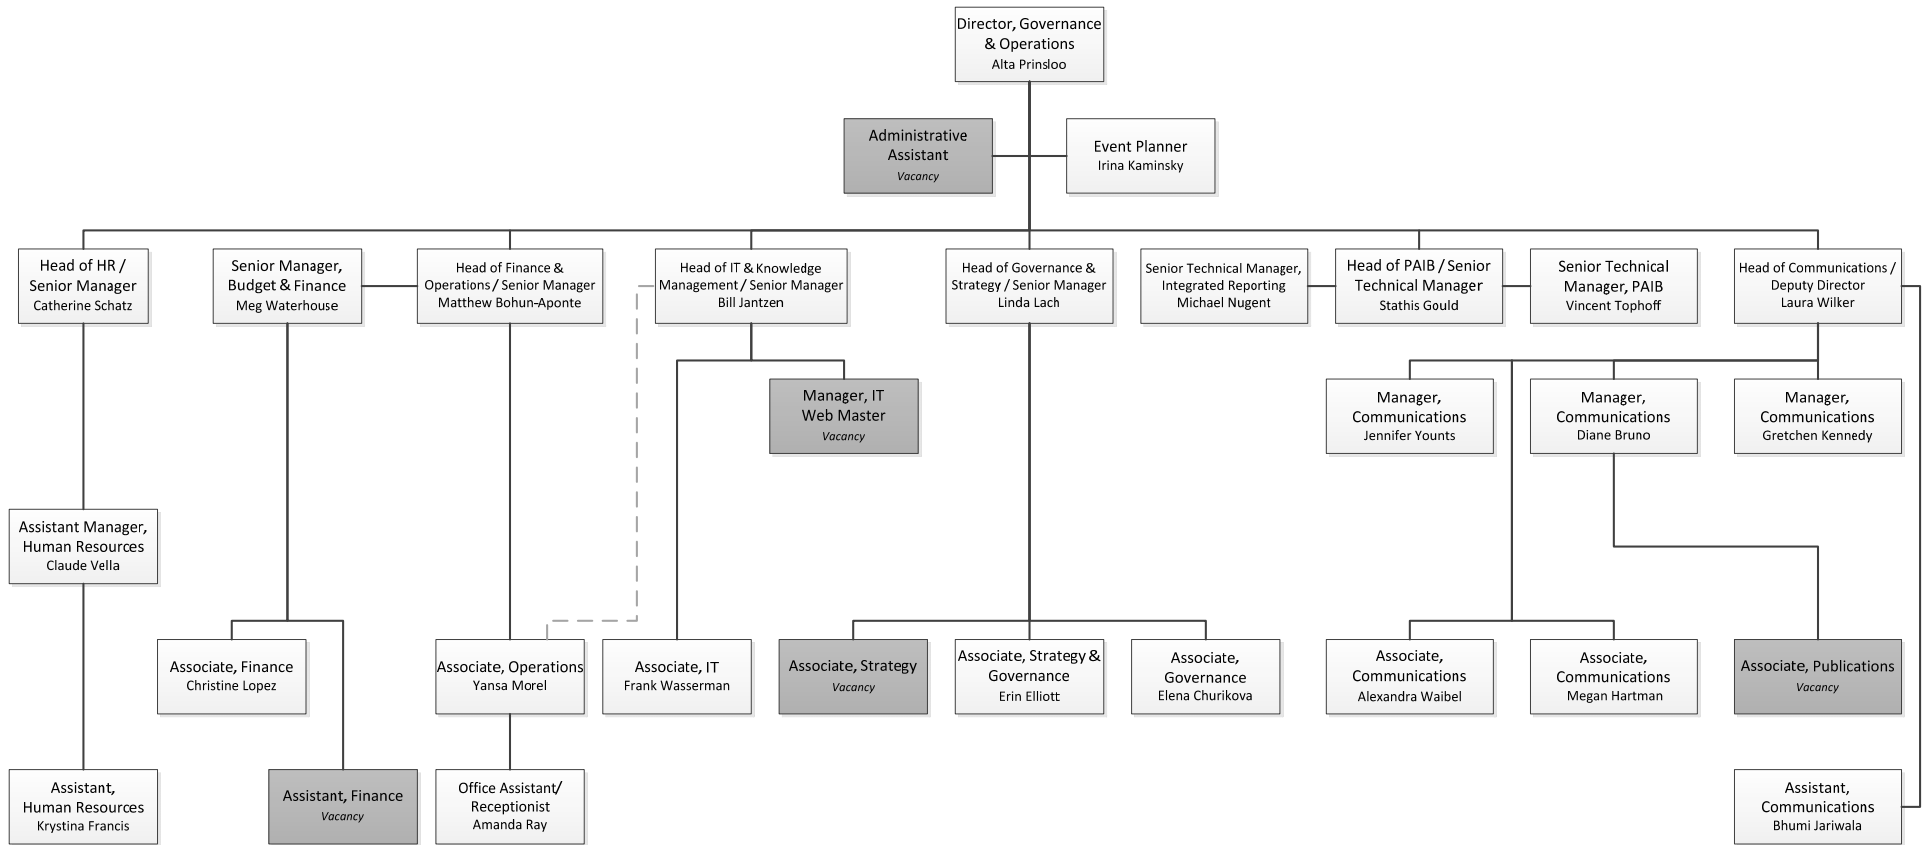 Director, Governance
& Operations
Alta Prinsloo
Administrative
Assistant
Vacancy
Event Planner
Irina Kaminsky
Head of HR /
Senior Manager
Catherine Schatz
Senior Manager,
Budget & Finance
Meg Waterhouse
Head of Finance &
Operations / Senior Manager
Matthew Bohun-Aponte
Head of IT & Knowledge
Management / Senior Manager
Bill Jantzen
Head of Governance &
Strategy / Senior Manager
Linda Lach
Senior Technical Manager,
Integrated Reporting
Michael Nugent
Head of PAIB / Senior
Technical Manager
Stathis Gould
Senior Technical
Manager, PAIB
Vincent Tophoff
Head of Communications /
Deputy Director
Laura Wilker
Manager, IT
Web Master
Vacancy
Manager,
Communications
Jennifer Younts
Manager,
Communications
Diane Bruno
Manager,
Communications
Gretchen Kennedy
Assistant Manager,
Human Resources
Claude Vella
Associate, Finance
Christine Lopez
Associate, Operations
Yansa Morel
Associate, IT
Frank Wasserman
Associate, Strategy
Vacancy
Associate, Strategy &
Governance
Erin Elliott
Associate,
Governance
Elena Churikova
Associate,
Communications
Alexandra Waibel
Associate,
Communications
Megan Hartman
Associate, Publications
Vacancy
Assistant,
Human Resources
Krystina Francis
Assistant, Finance
Vacancy
Office Assistant/
Receptionist
Amanda Ray
Assistant,
Communications
Bhumi Jariwala